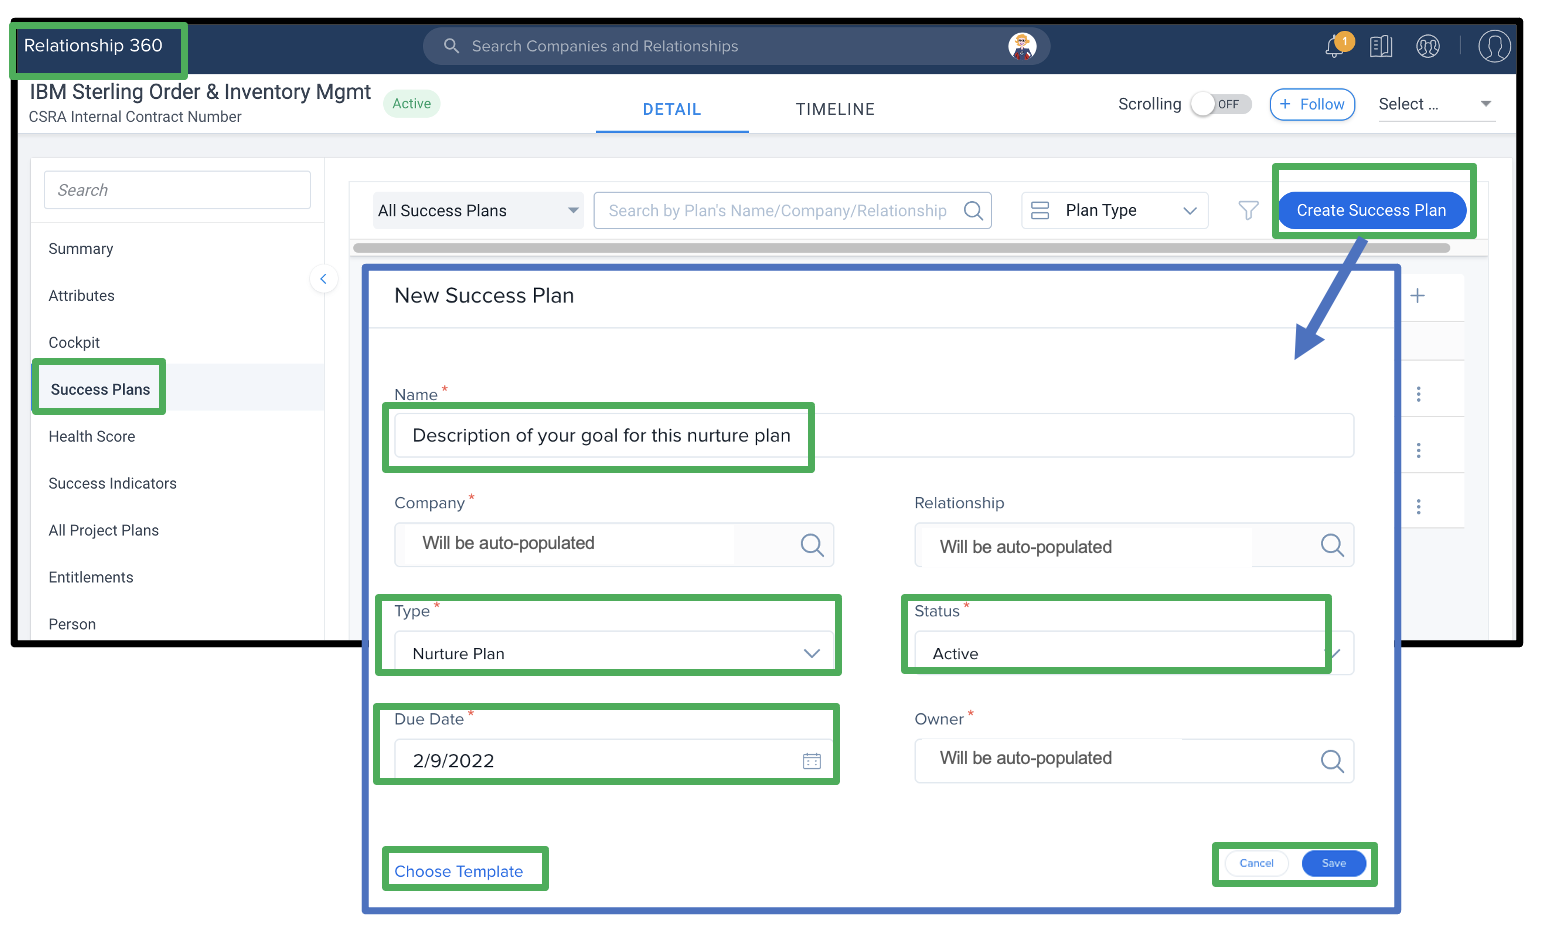 Relationship 360
Search Companies and Relationships
1
IBM Sterling Order & Inventory Mgmt
Active
CSRA Internal Contract Number
DETAIL
TIMELINE
Scrolling
OFF
+ Follow
Select ...
Search
All Success Plans
Search by Plan's Name/Company/Relationship
Plan Type
Create Success Plan
Summary
Attributes
Cockpit
Success Plans
Health Score
Success Indicators
All Project Plans
Entitlements
Person
New Success Plan
Name *
Description of your goal for this nurture plan
Company *
Relationship
Will be auto-populated
Will be auto-populated
Type *
Status *
Nurture Plan
Active
Due Date *
Owner *
2/9/2022
Will be auto-populated
Choose Template
Cancel
Save